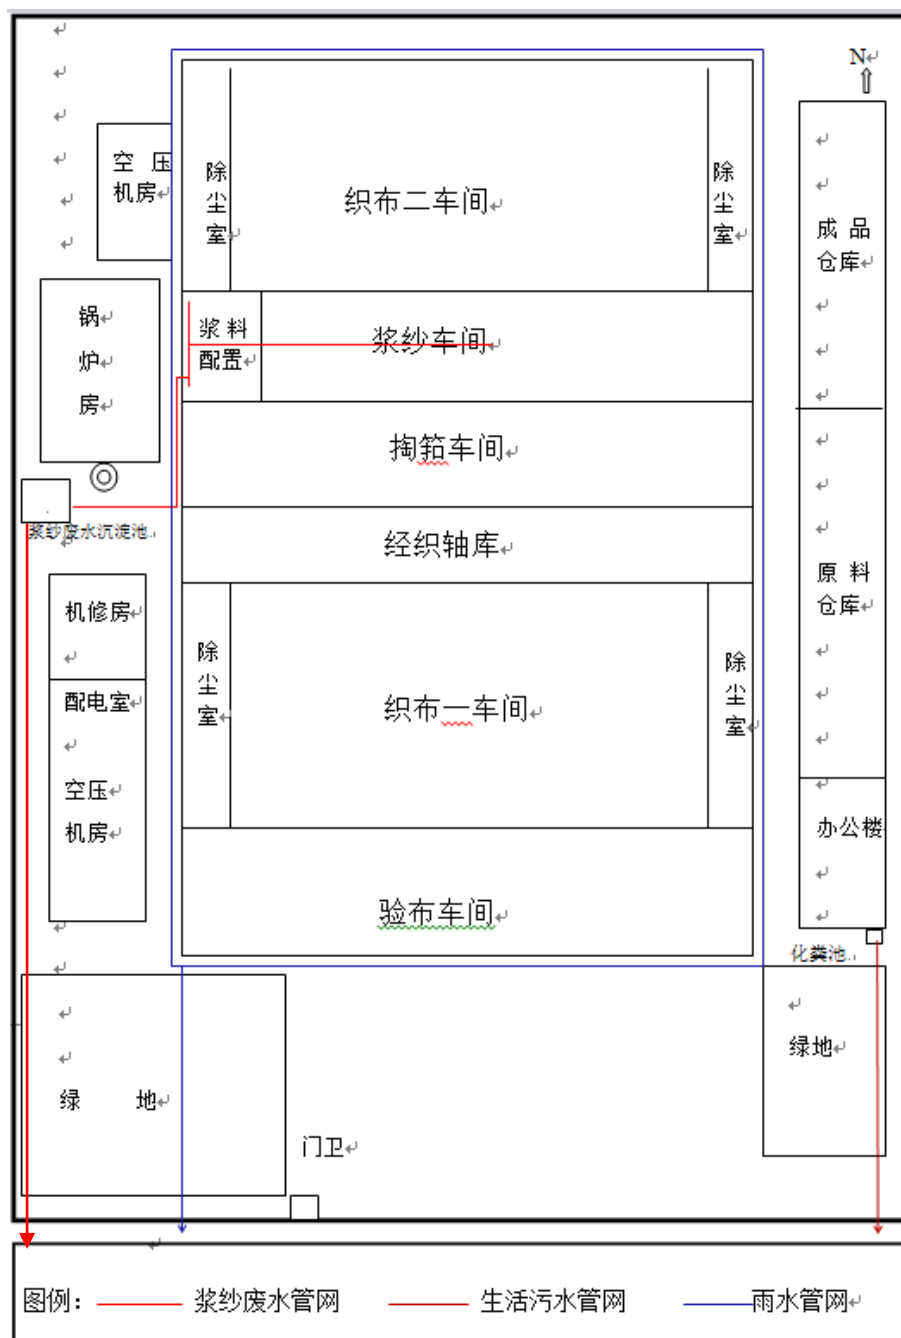 N
空 压
机房
除
尘
室
织布二车间
除
尘
室
成 品
仓库
锅
炉
房
浆 料
配置
浆纱车间
掏筘车间
浆纱废水沉淀池
经织轴库
原 料
仓库
机修房
配电室
空压
机房
除
尘
室
织布一车间
除
尘
室
办公楼
验布车间
化粪池
绿地
绿 地
门卫
图例： 浆纱废水管网 生活污水管网 雨水管网